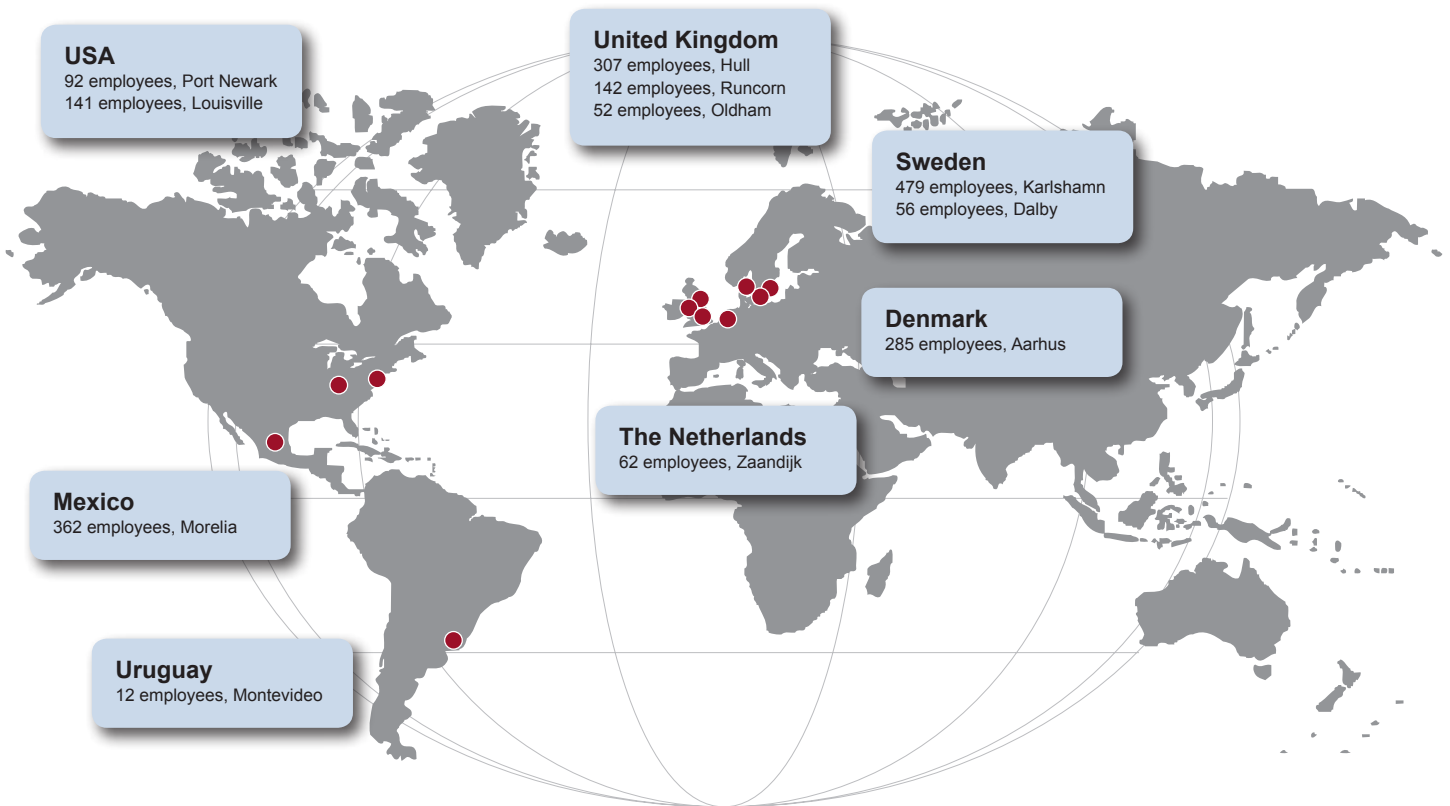 USA
92 employees, Port Newark
141 employees, Louisville
United Kingdom
307 employees, Hull
142 employees, Runcorn
52 employees, Oldham
Sweden
479 employees, Karlshamn
56 employees, Dalby
Denmark
285 employees, Aarhus
The Netherlands
62 employees, Zaandijk
Mexico
362 employees, Morelia
Uruguay
12 employees, Montevideo